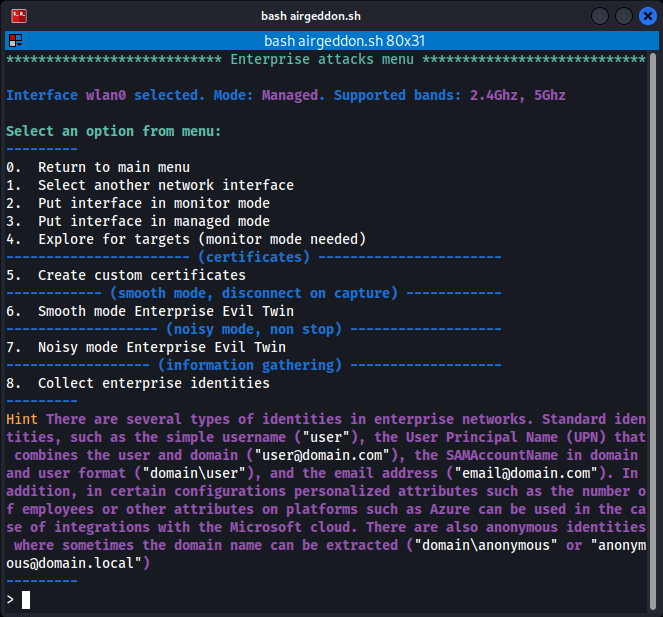 bash airgeddon.sh
bash airgeddon.sh 80x31
*************************** Enterprise attacks menu ****************************
Interface wlan0 selected. Mode: Managed. Supported bands: 2.4Ghz, 5Ghz
Select an option from menu:
---------
0.  Return to main menu
1.  Select another network interface
2.  Put interface in monitor mode
3.  Put interface in managed mode
4.  Explore for targets (monitor mode needed)
----------------------- (certificates) -----------------------
5.  Create custom certificates
------------ (smooth mode, disconnect on capture) ------------
6.  Smooth mode Enterprise Evil Twin
------------------- (noisy mode, non stop) -------------------
7.  Noisy mode Enterprise Evil Twin
------------------ (information gathering) -------------------
8.  Collect enterprise identities
---------
Hint There are several types of identities in enterprise networks. Standard iden
tities, such as the simple username ("user"), the User Principal Name (UPN) that
 combines the user and domain ("user@domain.com"), the SAMAccountName in domain 
and user format ("domain\user"), and the email address ("email@domain.com"). In 
addition, in certain configurations personalized attributes such as the number o
f employees or other attributes on platforms such as Azure can be used in the ca
se of integrations with the Microsoft cloud. There are also anonymous identities
 where sometimes the domain name can be extracted ("domain\anonymous" or "anonym
ous@domain.local")
---------
>